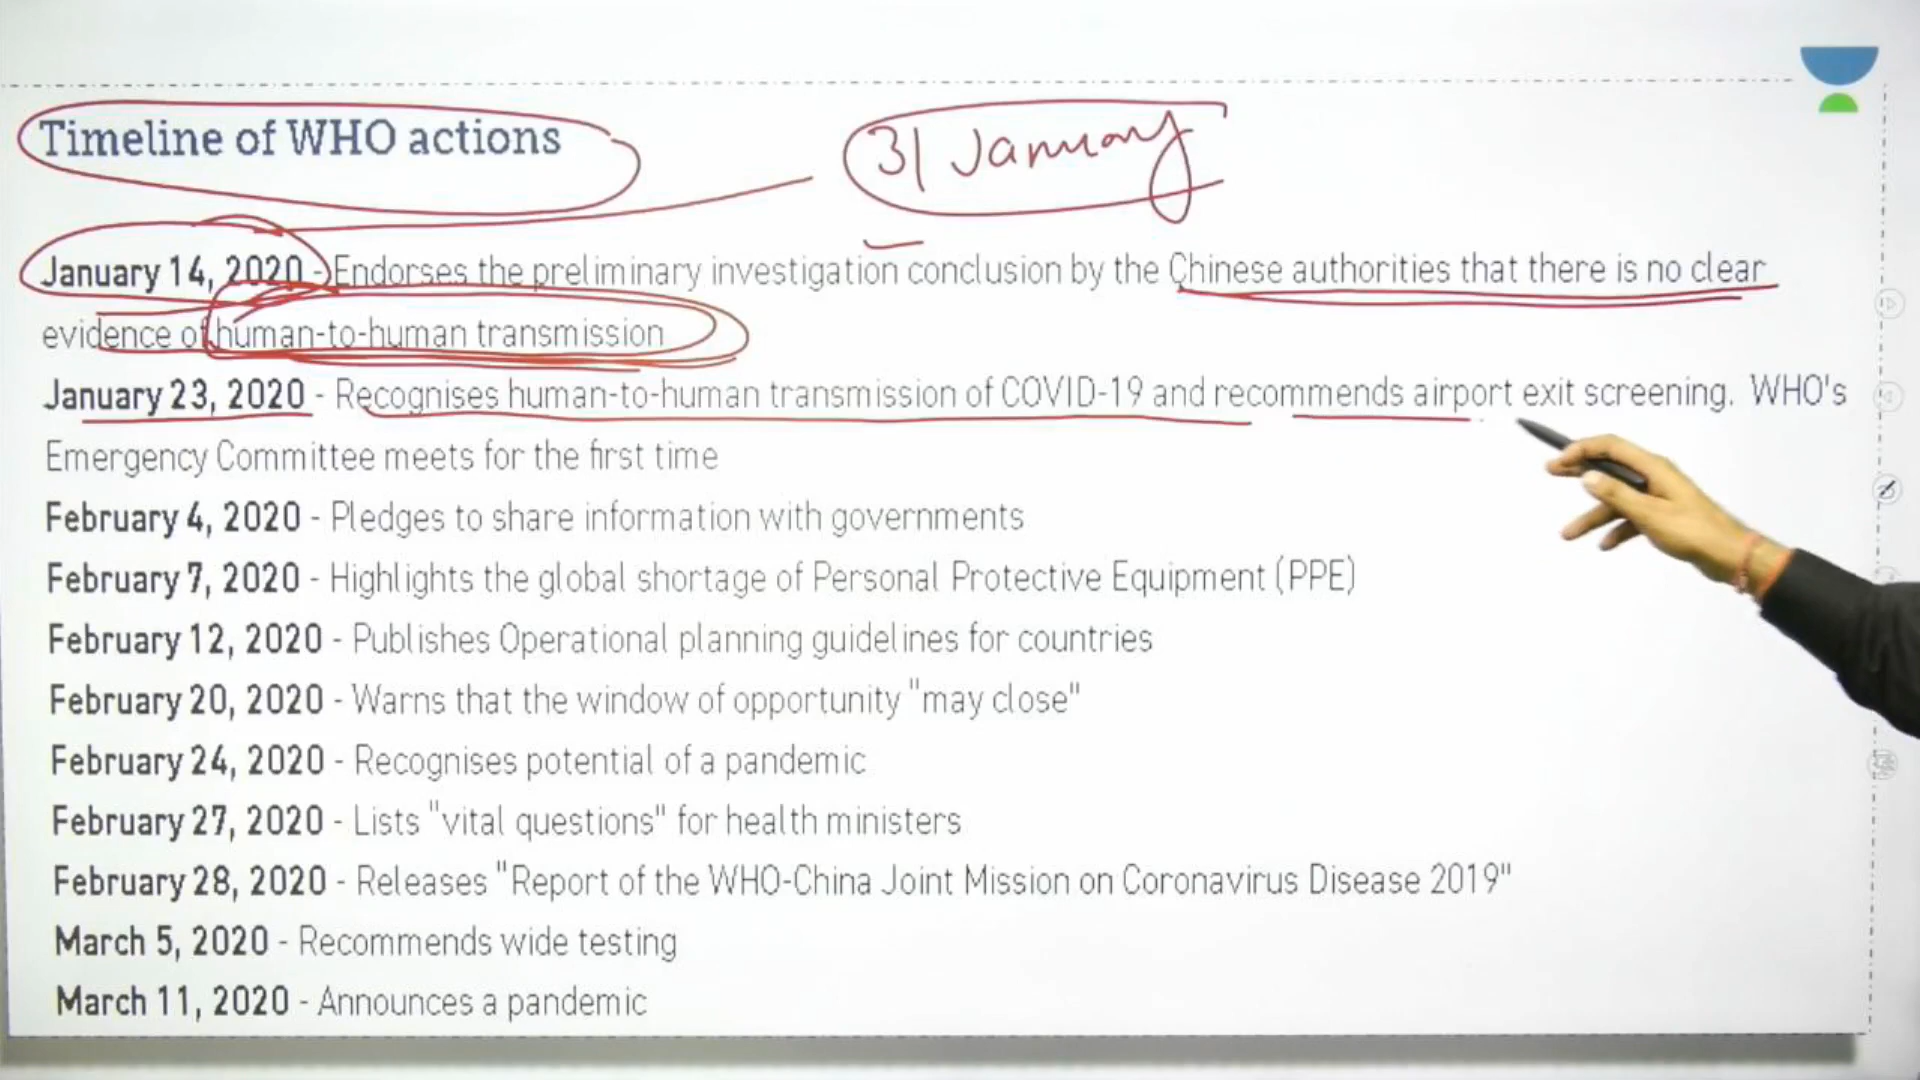 Timeline of WHO actions
31 January
January 14, 2020 - Endorses the preliminary investigation conclusion by the Chinese authorities that there is no clear
evidence of human-to-human transmission
January 23, 2020 - Recognises human-to-human transmission of COVID-19 and recommends airport exit screening. WHO's
Emergency Committee meets for the first time
February 4, 2020 - Pledges to share information with governments
February 7, 2020 - Highlights the global shortage of Personal Protective Equipment (PPE)
February 12, 2020 - Publishes Operational planning guidelines for countries
February 20, 2020 - Warns that the window of opportunity "may close"
February 24, 2020 - Recognises potential of a pandemic
February 27, 2020 - Lists "vital questions" for health ministers
February 28, 2020 - Releases "Report of the WHO-China Joint Mission on Coronavirus Disease 2019"
March 5, 2020 - Recommends wide testing
March 11, 2020 - Announces a pandemic